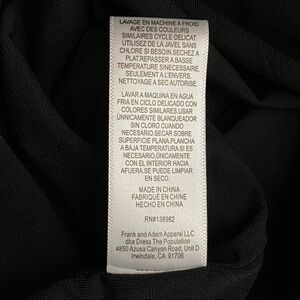 LAVAGE EN MACHINE A FROID
AVEC DES COULEURS
SIMILAIRES CYCLE DELICAT
UTILISEZ DE LA JAVEL SANS
CHLORE SI BESOIN.SECHEZ A
PLAT.REPASSER A BASSE
TEMPERATURE SINECESSAIRE,
SEULEMENT A L'ENVERS.
NETTOYAGE A SEC AUTORISE.
LAVAR A MAQUINA EN AGUA
FRIA EN CICLO DELICADO CON
COLORES SIMILARES.USAR
ÚNNICAMENTE BLANQUEADOR
SIN CLORO CUANDO
NECESARIO.SECAR SOBRE
SUPERFICIE PLANA.PLANCHA
A BAJA TEMPERATURA.SI ES
NECESARIO,ÚNICAMENTE
CON EL INTERIOR HACIA
AFUERA.SE PUEDE LIMPIAR
EN SECO.
MADE IN CHINA
FABRIQUÉ EN CHINE
HECHO EN CHINA
RN#138982
Frank and Adam Apparel LLC
dba Dress The Population
4850 Azusa Canyon Road, Unit D
Irwindale, CA 91706